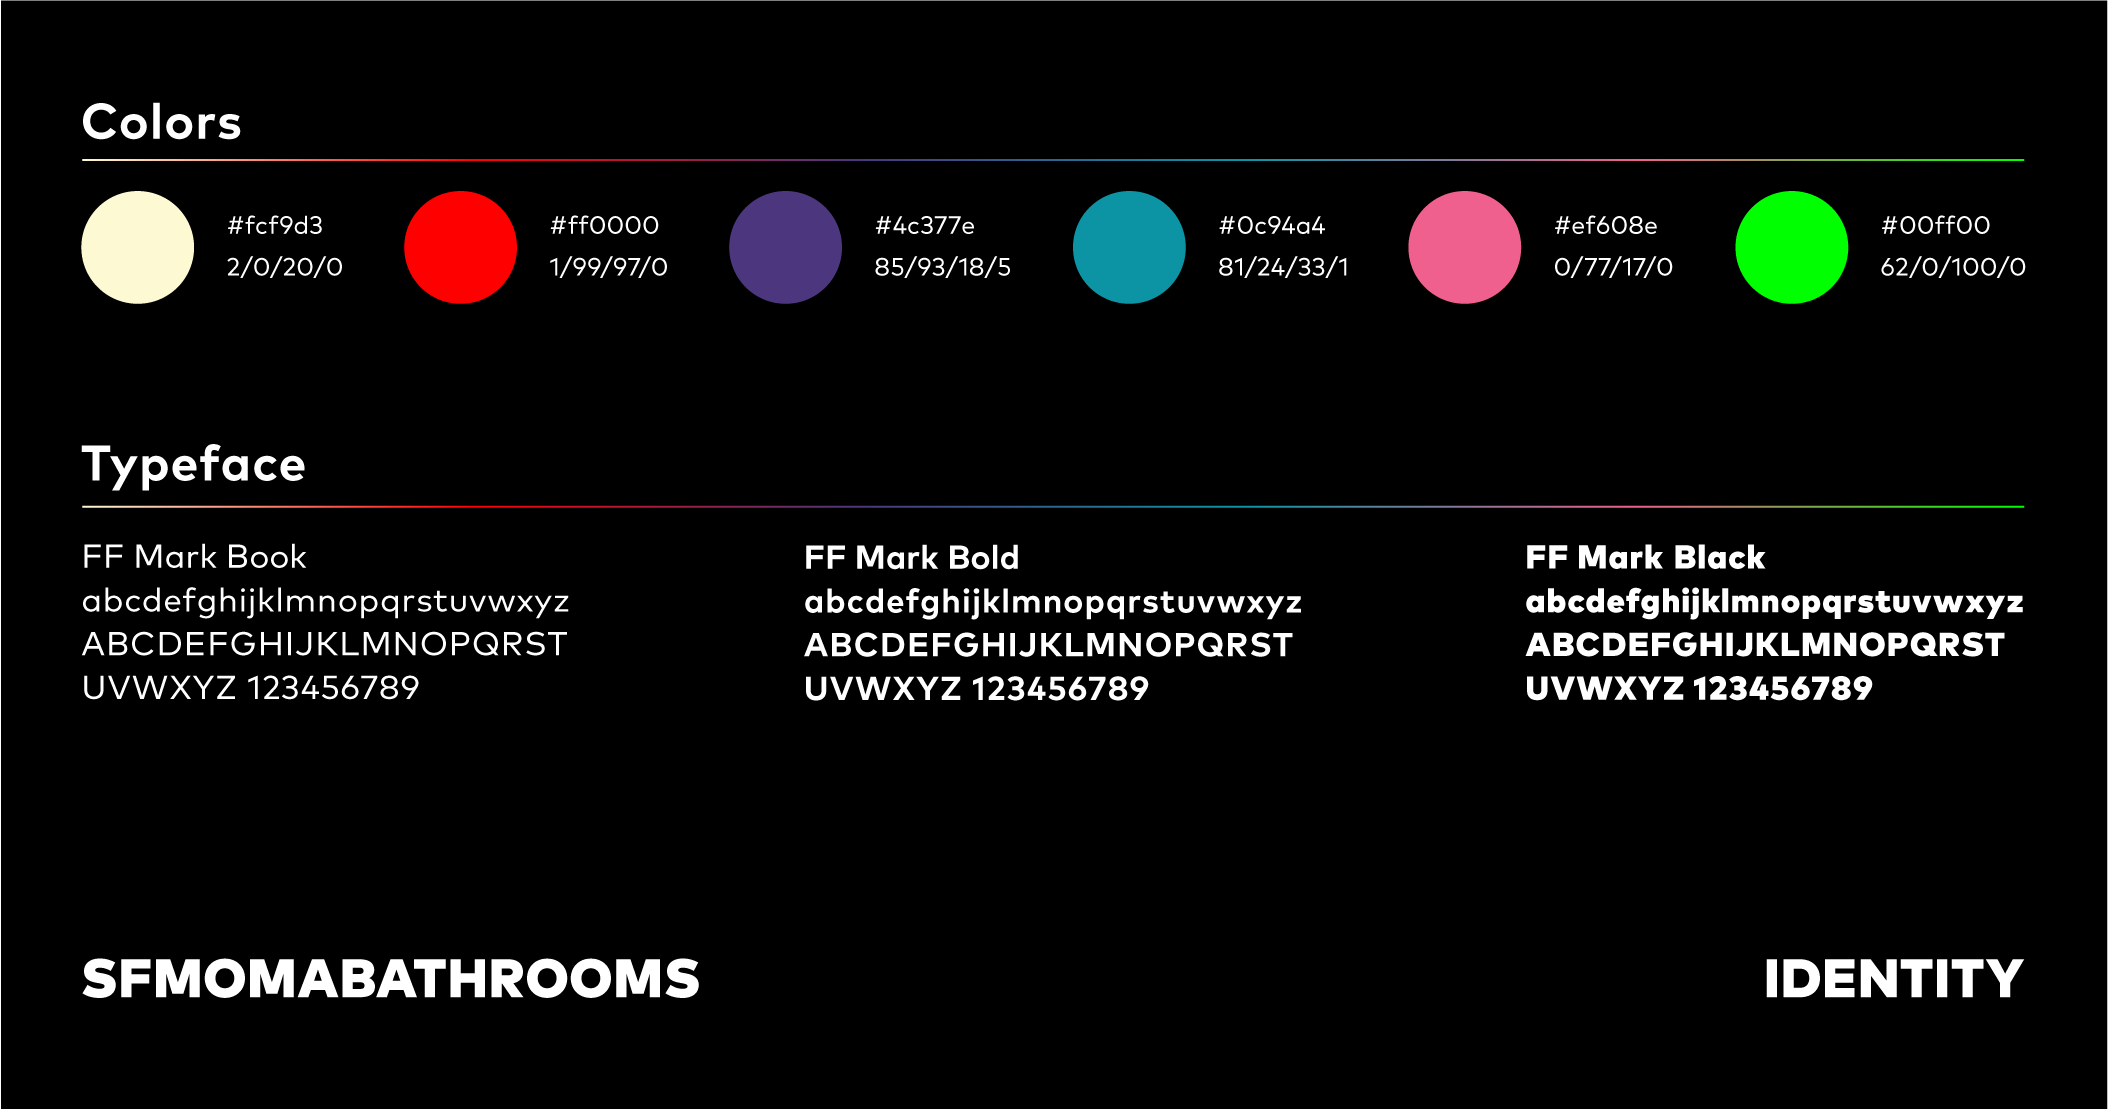 Colors
#fcf9d3
2/0/20/0
#ff0000
1/99/97/0
#4c377e
85/93/18/5
#0c94a4
81/24/33/1
#ef608e
0/77/17/0
#00ff00
62/0/100/0
Typeface
FF Mark Book
abcdefghijklmnopqrstuvwxyz
ABCDEFGHIJKLMNOPQRST
UVWXYZ 123456789
FF Mark Bold
abcdefghijklmnopqrstuvwxyz
ABCDEFGHIJKLMNOPQRST
UVWXYZ 123456789
FF Mark Black
abcdefghijklmnopqrstuvwxyz
ABCDEFGHIJKLMNOPQRST
UVWXYZ 123456789
SFMOMABATHROOMS
IDENTITY